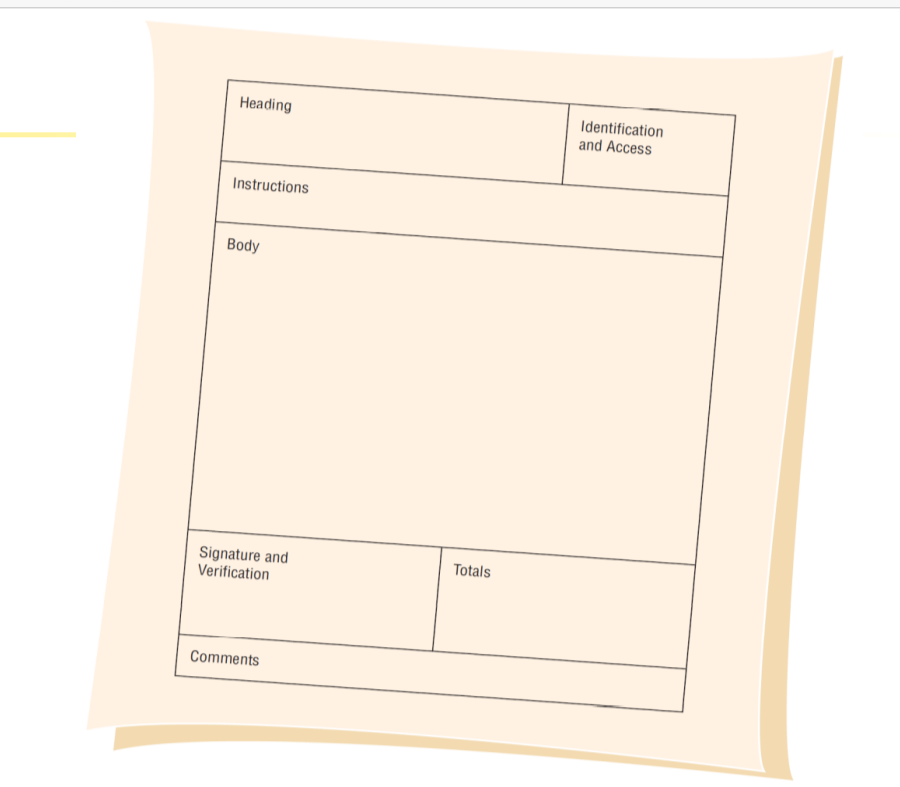 Heading
Identification
and Access
Instructions
Body
Signature and
Verification
Totals
Comments